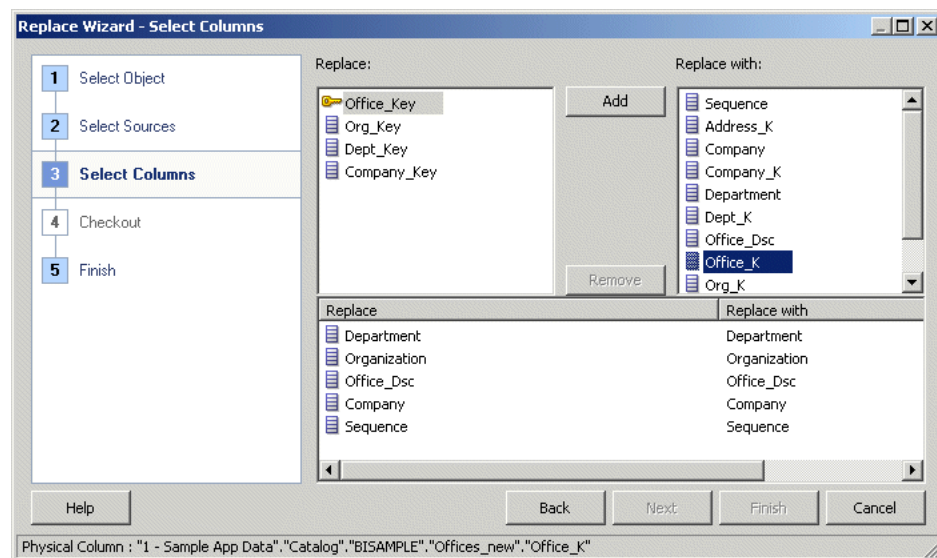 Replace Wizard - Select Columns
1 Select Object
2 Select Sources
3 Select Columns
4 Checkout
5 Finish
Replace:
Office_Key
Org_Key
Dept_Key
Company_Key
Add
Remove
Replace with:
Sequence
Address_K
Company
Company_K
Department
Dept_K
Office_Dsc
Office_K
Org_K
Replace Replace with
Department Department
Organization Organization
Office_Dsc Office_Dsc
Company Company
Sequence Sequence
Help Back Next Finish Cancel
Physical Column : "1 - Sample App Data"."Catalog"."BISAMPLE"."Offices_new"."Office_K"